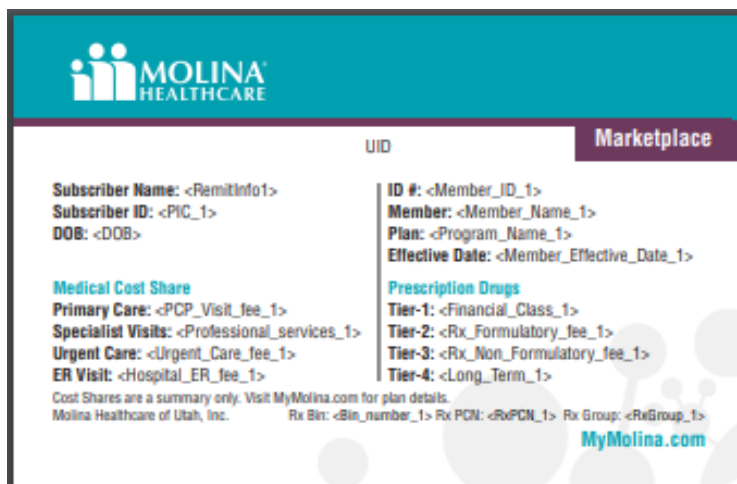 MOLINA
HEALTHCARE
UID
Marketplace
Subscriber Name: <RemitInfo1>
Subscriber ID: <PIC_1>
DOB: <DOB>
ID #: <Member_ID_1>
Member: <Member_Name_1>
Plan: <Program_Name_1>
Effective Date: <Member_Effective_Date_1>
Medical Cost Share
Primary Care: <PCP_Visit_fee_1>
Specialist Visits: <Professional_services_1>
Urgent Care: <Urgent_Care_fee_1>
ER Visit: <Hospital_ER_fee_1>
Prescription Drugs
Tier-1: <Financial_Class_1>
Tier-2: <Rx_Formulatory_fee_1>
Tier-3: <Rx_Non_Formulatory_fee_1>
Tier-4: <Long_Term_1>
Cost Shares are a summary only. Visit MyMolina.com for plan details.
Molina Healthcare of Utah, Inc. Rx Bin: <Bin_number_1> Rx PCN: <RxPCN_1> Rx Group: <RxGroup_1>
MyMolina.com